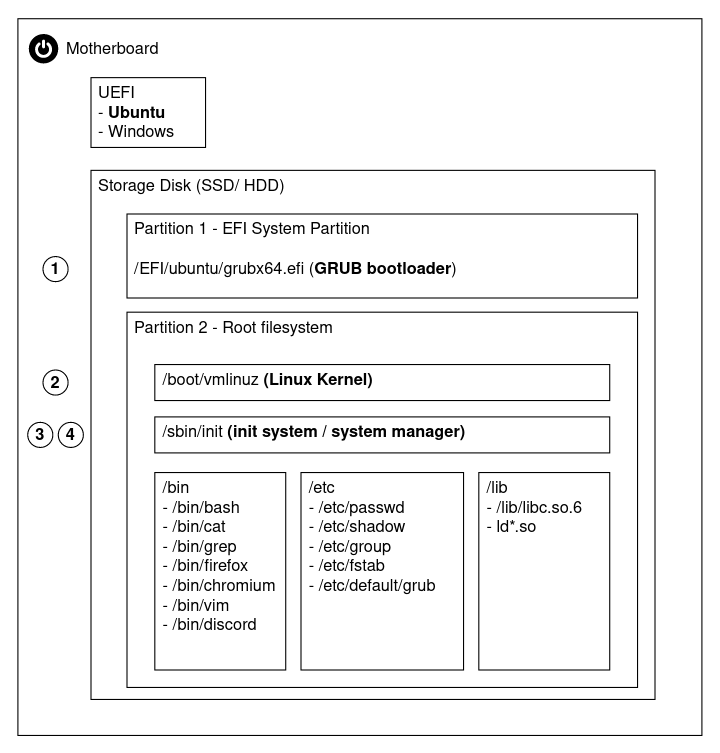 Motherboard
UEFI
- Ubuntu
- Windows
Storage Disk (SSD/ HDD)
Partition 1 - EFI System Partition
1
/EFI/ubuntu/grubx64.efi (GRUB bootloader)
Partition 2 - Root filesystem
2
/boot/vmlinuz (Linux Kernel)
3 4
/sbin/init (init system / system manager)
/bin
- /bin/bash
- /bin/cat
- /bin/grep
- /bin/firefox
- /bin/chromium
- /bin/vim
- /bin/discord
/etc
- /etc/passwd
- /etc/shadow
- /etc/group
- /etc/fstab
- /etc/default/grub
/lib
- /lib/libc.so.6
- ld*.so